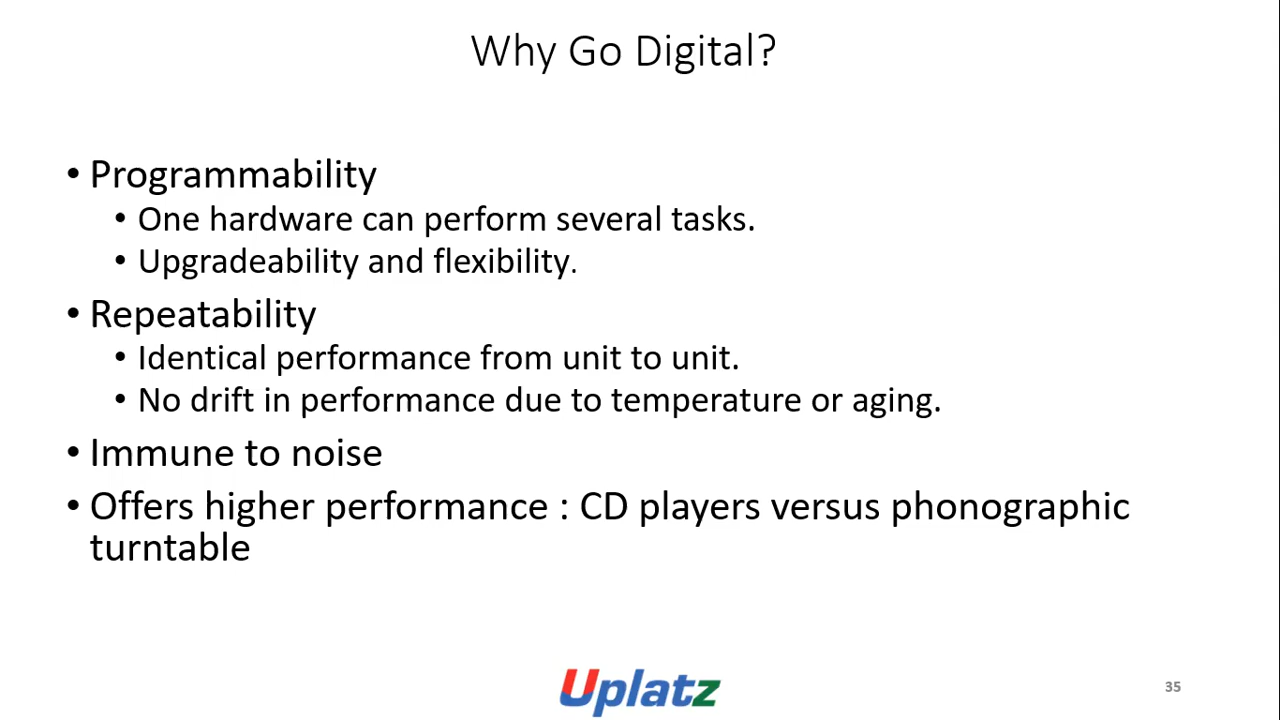 Why Go Digital?
• Programmability
• One hardware can perform several tasks.
• Upgradeability and flexibility.
• Repeatability
• Identical performance from unit to unit.
• No drift in performance due to temperature or aging.
• Immune to noise
• Offers higher performance : CD players versus phonographic
turntable
Uplatz
35